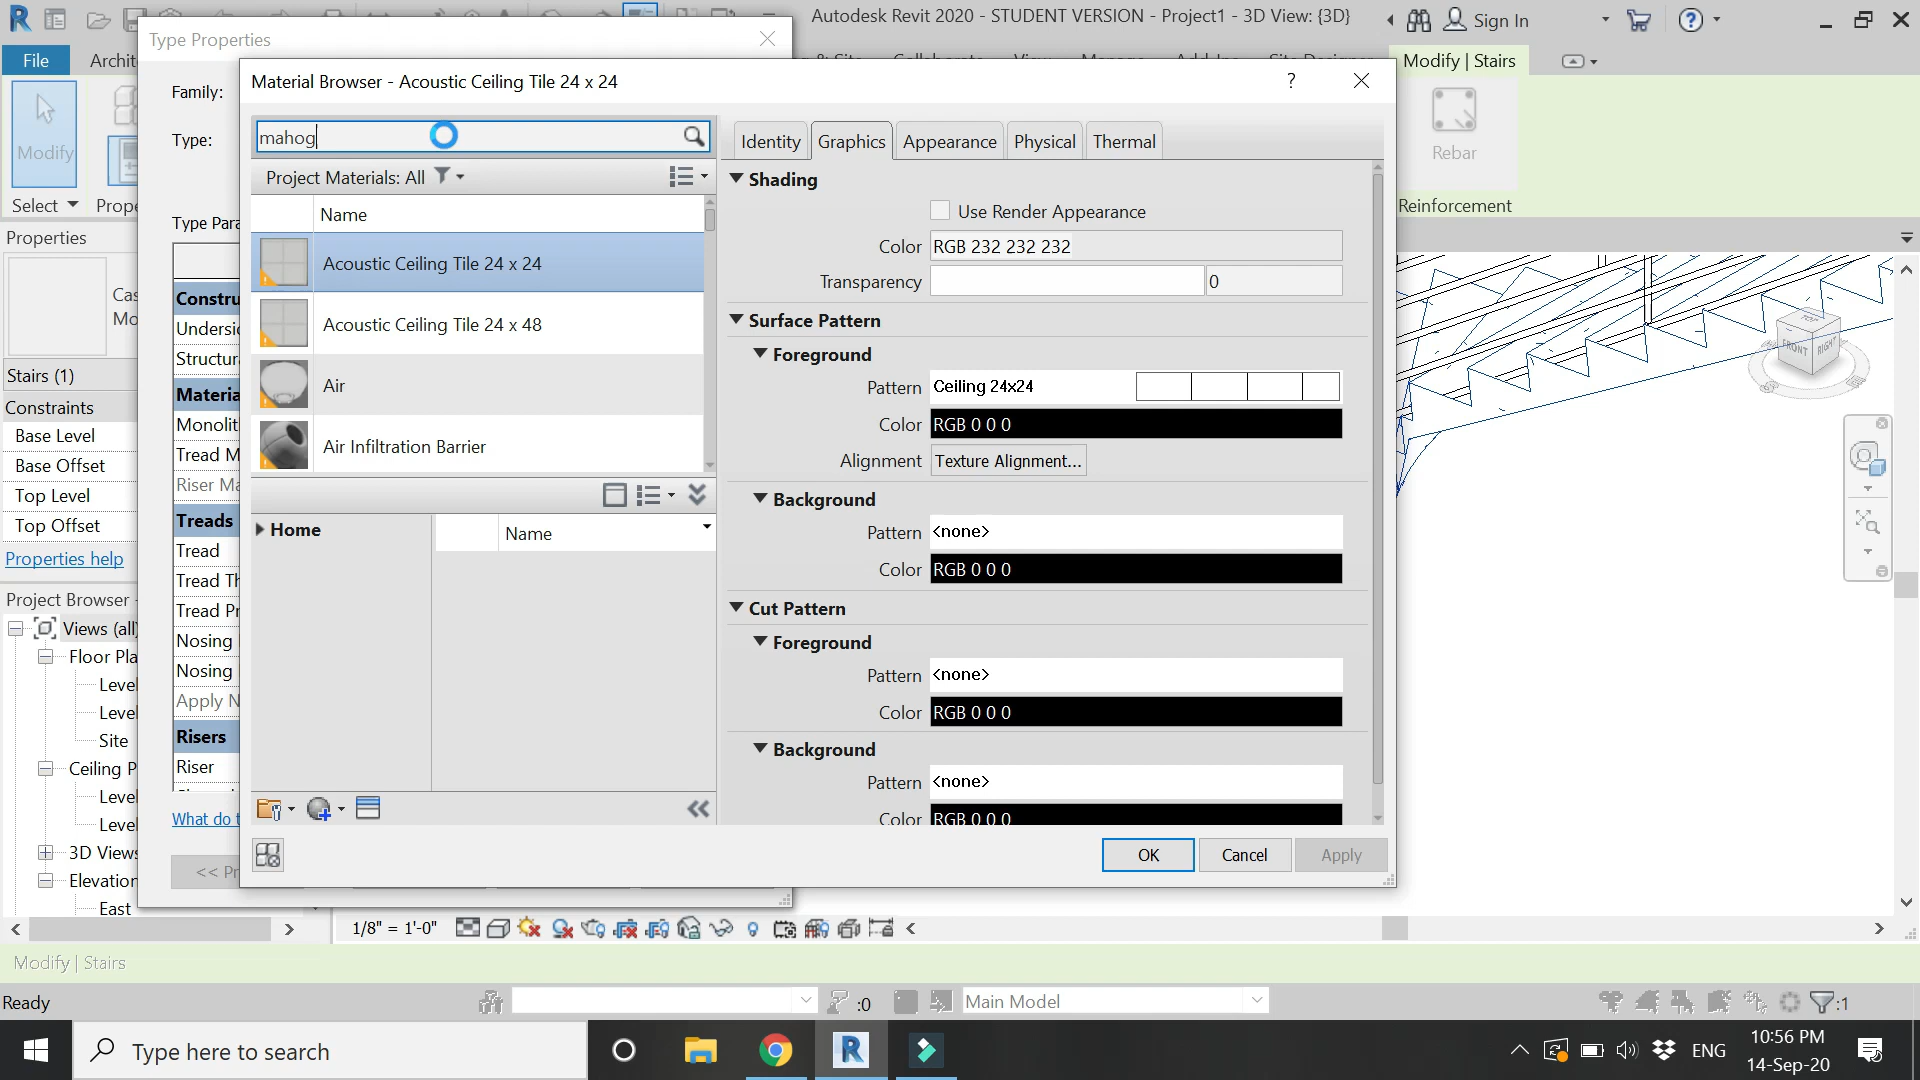 Autodesk Revit 2020 - STUDENT VERSION - Project1 - 3D View: {3D}
Sign In
Type Properties
File
Archit
Modify | Stairs
Material Browser - Acoustic Ceiling Tile 24 x 24
?
Family:
Type:
mahog
Identity
Graphics
Appearance
Physical
Thermal
Modify
Rebar
Project Materials: All
Shading
Select
Prope
Name
Use Render Appearance
Reinforcement
Type Para
Properties
Color
RGB 232 232 232
Acoustic Ceiling Tile 24 x 24
Transparency
0
Cas
Mo
Constru
Undersid
Structura
Acoustic Ceiling Tile 24 x 48
Surface Pattern
Foreground
TOP
FRONT
RIGHT
Stairs (1)
Air
Pattern
Ceiling 24x24
Materia
Constraints
Monolit
Color
RGB 0 0 0
Base Level
Tread M
Air Infiltration Barrier
Alignment
Texture Alignment...
Base Offset
Riser Ma
Top Level
Background
Top Offset
Treads
Home
Name
Pattern
<none>
Properties help
Tread
Color
RGB 0 0 0
Tread Th
Project Browser -
Tread Pr
Cut Pattern
Views (all)
Nosing
Foreground
Floor Pla
Nosing
Pattern
<none>
Level
Apply N
Color
RGB 0 0 0
Level
Site
Risers
Background
Ceiling P
Riser
Pattern
<none>
Level
What do t
Color
RGB 0 0 0
Level
3D Views
<< Pr
OK
Cancel
Apply
Elevation
East
1/8" = 1'-0"
Modify | Stairs
Ready
:0
Main Model
:1
Type here to search
ENG
10:56 PM
14-Sep-20